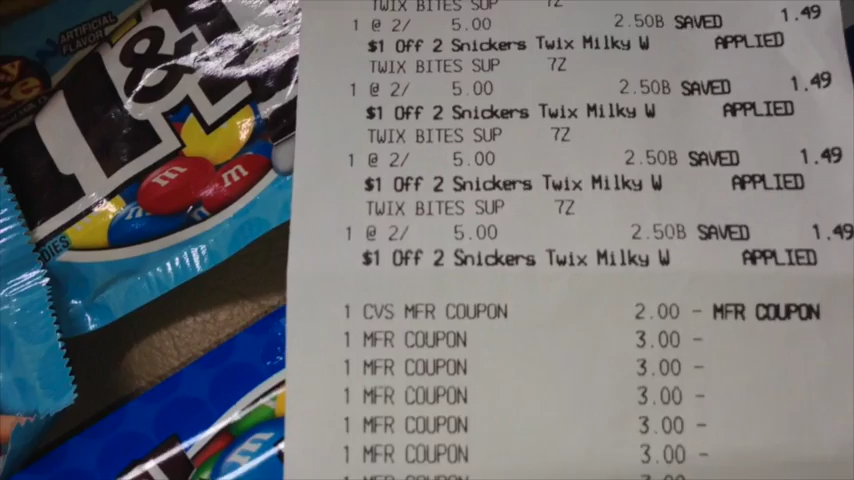 ARTIFICIAL
FLAVOR
&
m
m
m
DIES
m
TWIX BITES SUP 7Z
1 @ 2/ 5.00 2.50B SAVED 1.49
$1 Off 2 Snickers Twix Milky W APPLIED
TWIX BITES SUP 7Z
1 @ 2/ 5.00 2.50B SAVED 1.49
$1 Off 2 Snickers Twix Milky W APPLIED
TWIX BITES SUP 7Z
1 @ 2/ 5.00 2.50B SAVED 1.49
$1 Off 2 Snickers Twix Milky W APPLIED
TWIX BITES SUP 7Z
1 @ 2/ 5.00 2.50B SAVED 1.49
$1 Off 2 Snickers Twix Milky W APPLIED
1 CVS MFR COUPON 2.00 - MFR COUPON
1 MFR COUPON 3.00 -
1 MFR COUPON 3.00 -
1 MFR COUPON 3.00 -
1 MFR COUPON 3.00 -
1 MFR COUPON 3.00 -
1 MFR COUPON